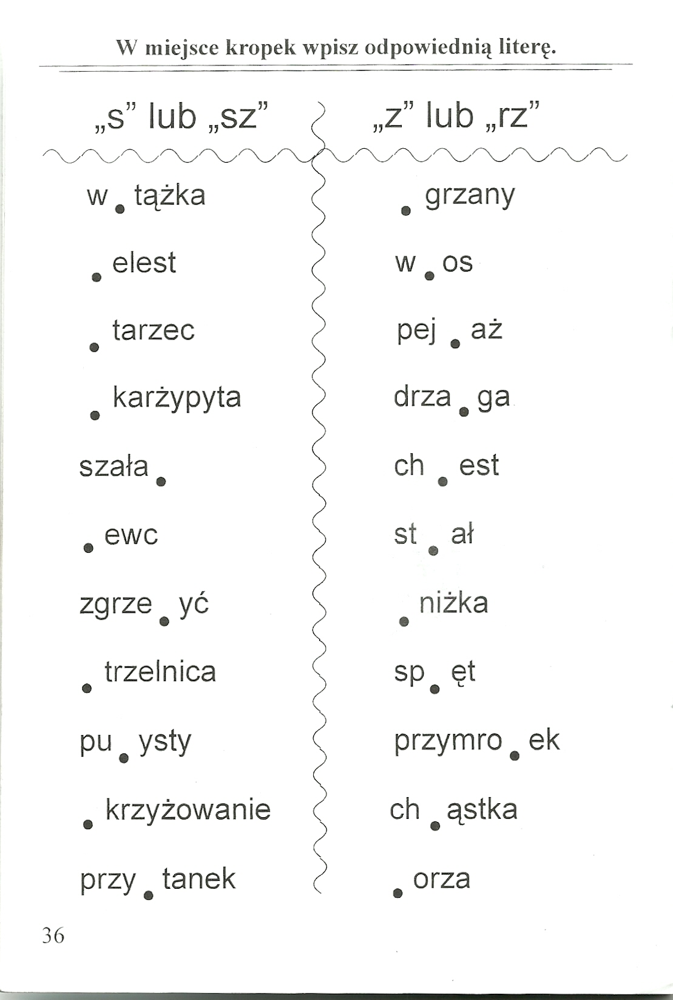 W miejsce kropek wpisz odpowiednią literę.
„s” lub „sz”
„z” lub „rz”
w . tążka
. elest
. tarzec
. karżypyta
szała .
. ewc
zgrze . yć
. trzelnica
pu . ysty
. krzyżowanie
przy . tanek
. grzany
w . os
pej . aż
drza . ga
ch . est
st . ał
. niżka
sp . ęt
przymro . ek
ch . ąstka
. orza
36